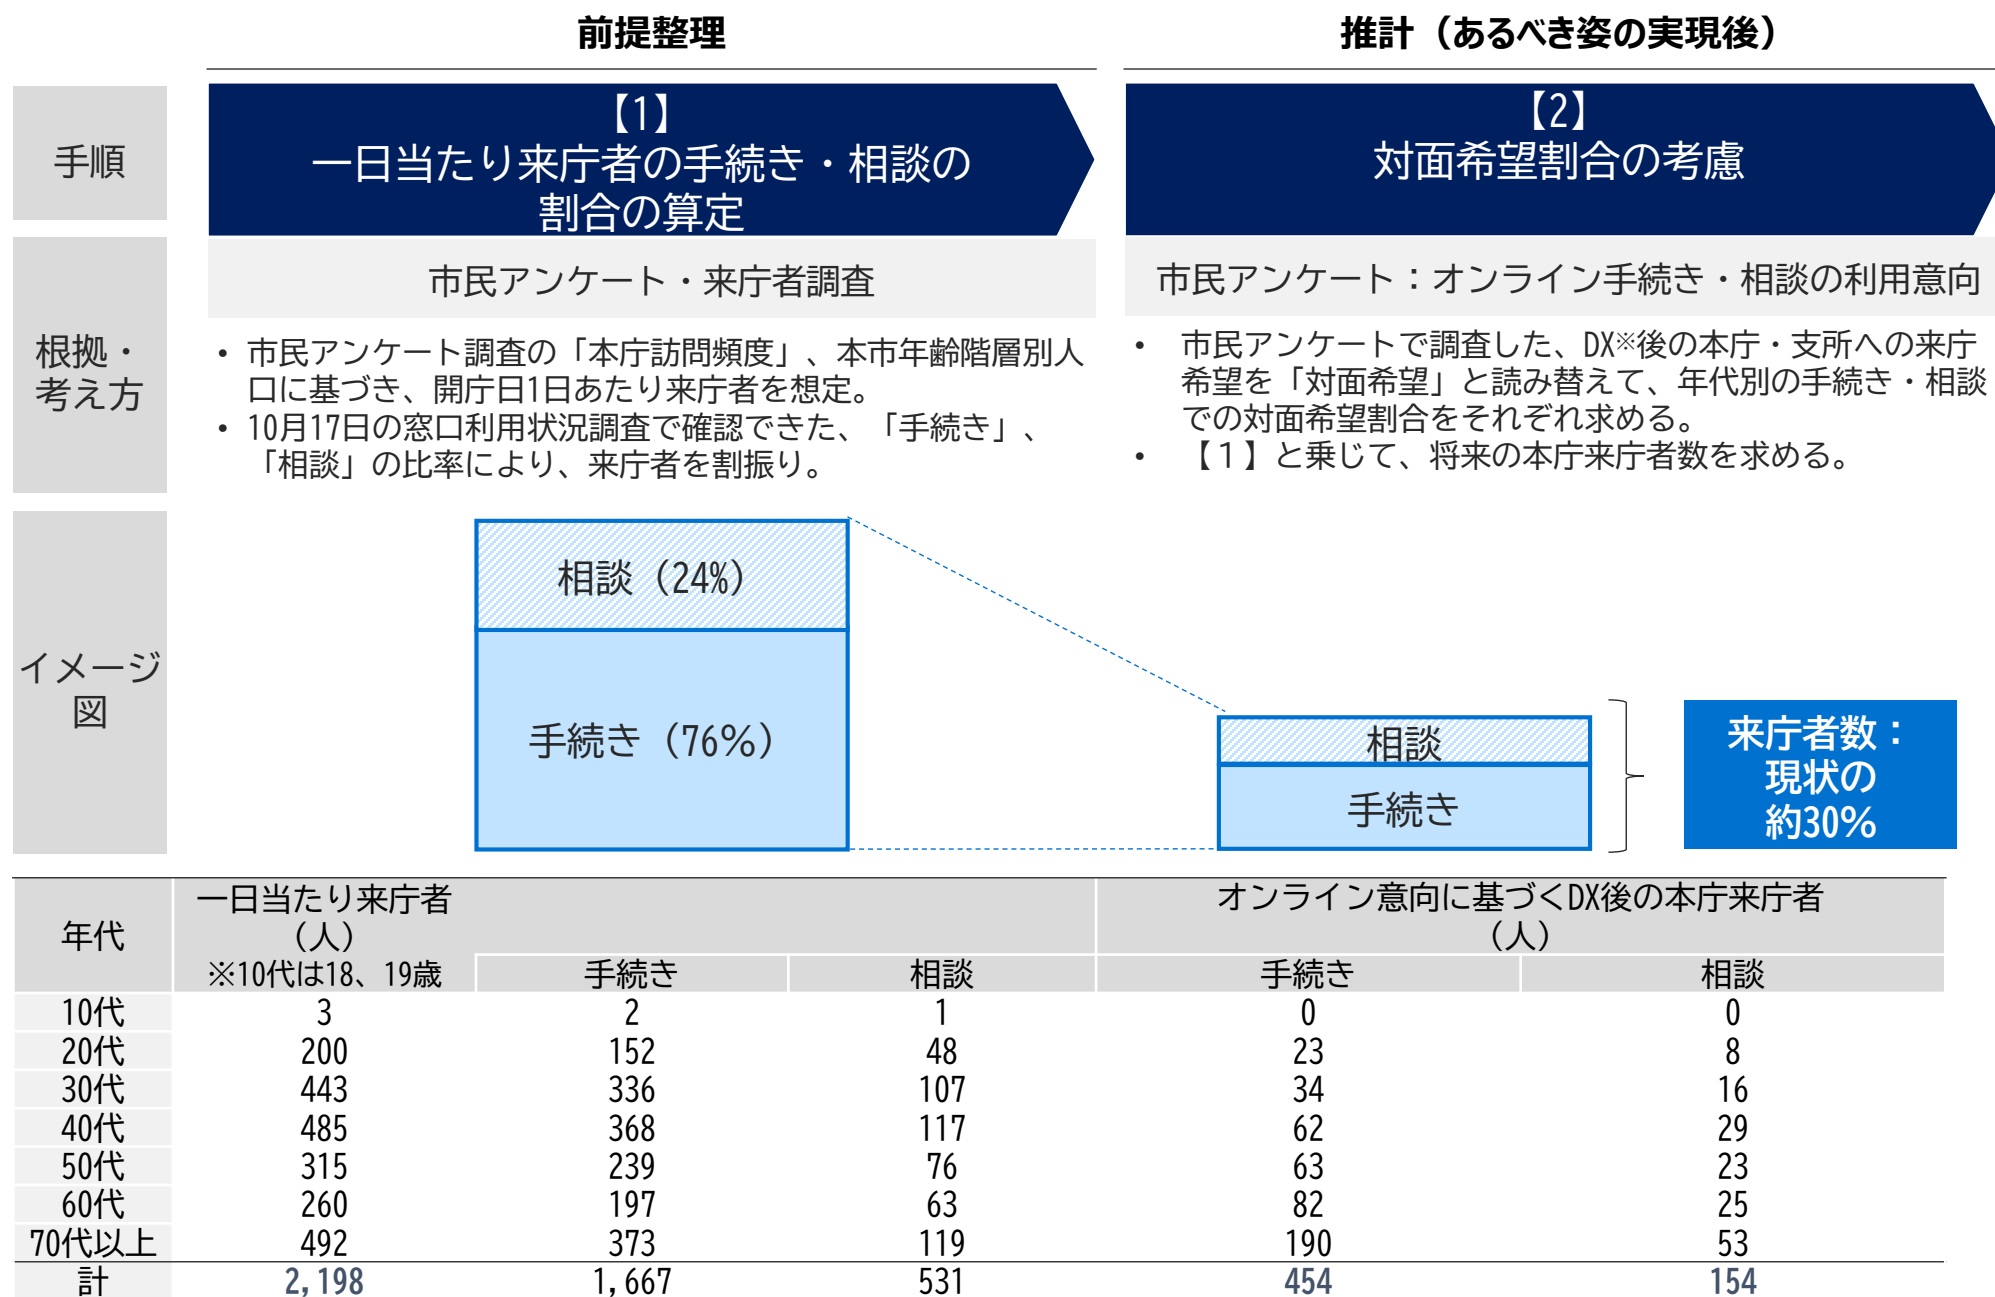 前提整理
推計（あるべき姿の実現後）
手順
【1】
一日当たり来庁者の手続き・相談の
割合の算定
【2】
対面希望割合の考慮
根拠・
考え方
市民アンケート・来庁者調査
• 市民アンケート調査の「本庁訪問頻度」、本市年齢階層別人
口に基づき、開庁日1日あたり来庁者を想定。
• 10月17日の窓口利用状況調査で確認できた、「手続き」、
「相談」の比率により、来庁者を割振り。
市民アンケート：オンライン手続き・相談の利用意向
• 市民アンケートで調査した、DX※後の本庁・支所への来庁
希望を「対面希望」と読み替えて、年代別の手続き・相談
での対面希望割合をそれぞれ求める。
• 【１】と乗じて、将来の本庁来庁者数を求める。
イメージ
図
相談（24%）
手続き（76％）
相談
手続き
来庁者数：
現状の
約30％
年代
一日当たり来庁者
（人）
※10代は18、19歳
手続き
相談
オンライン意向に基づくDX後の本庁来庁者
（人）
手続き
相談
10代 3 2 1 0 0
20代 200 152 48 23 8
30代 443 336 107 34 16
40代 485 368 117 62 29
50代 315 239 76 63 23
60代 260 197 63 82 25
70代以上 492 373 119 190 53
計 2,198 1,667 531 454 154